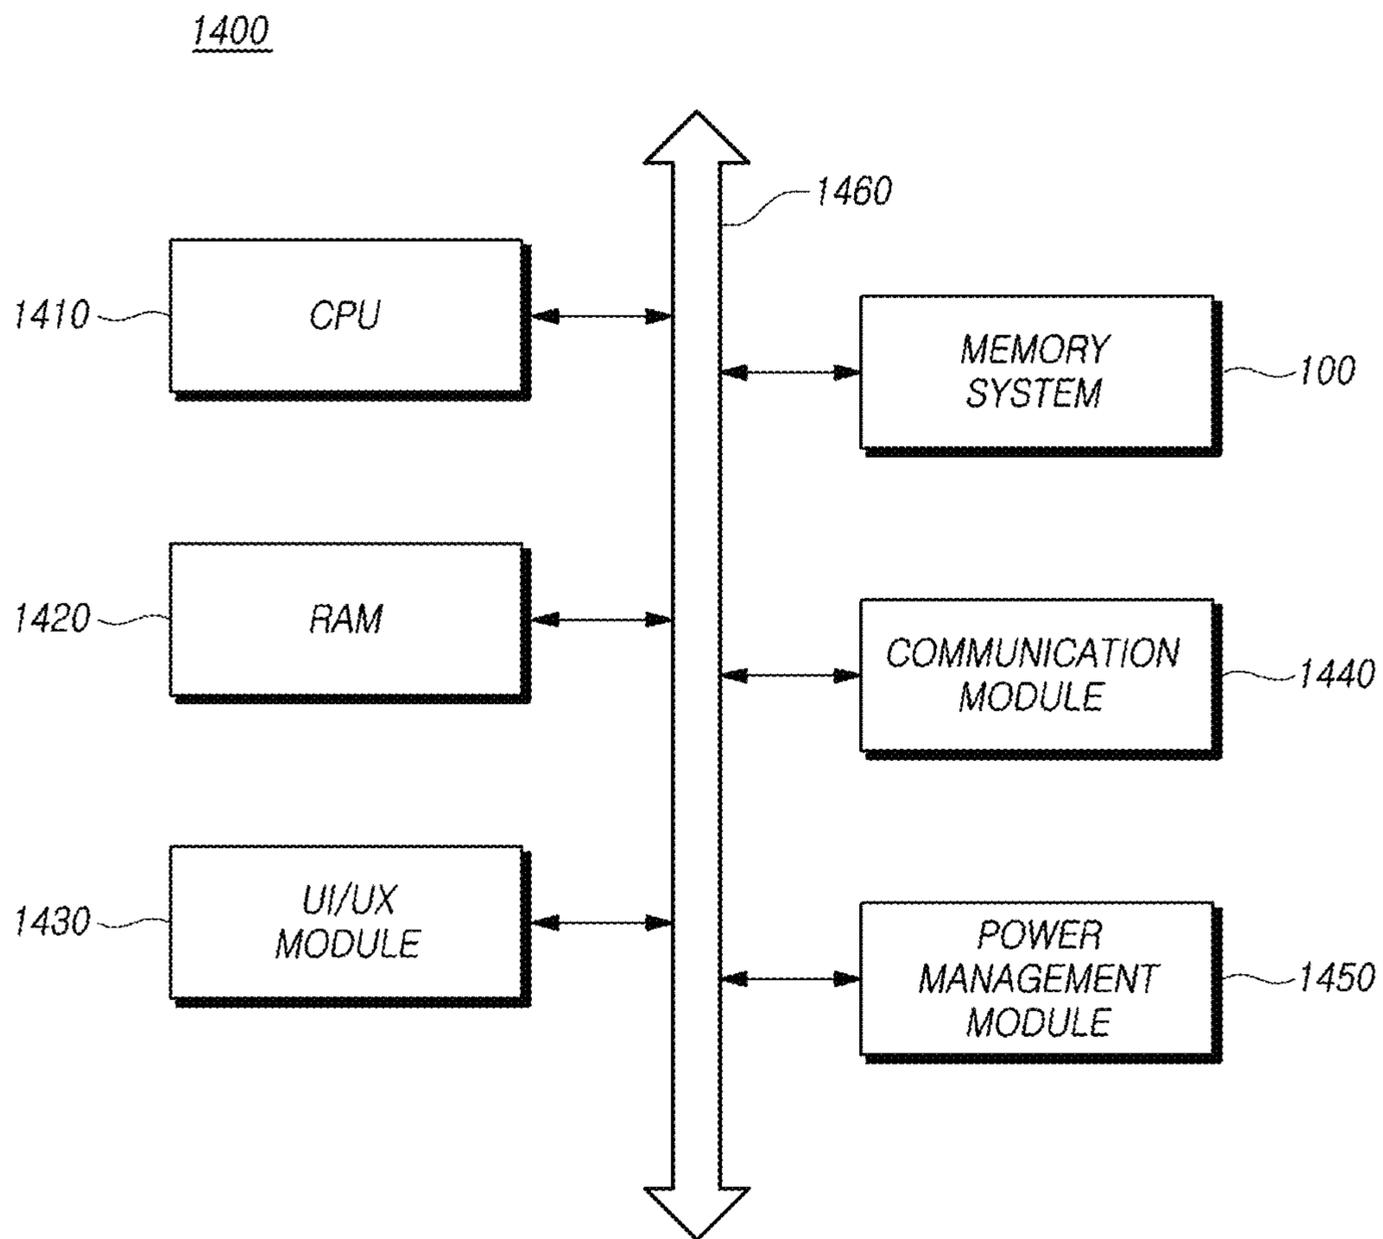 1400
1460
1410
CPU
MEMORY
SYSTEM
100
1420
RAM
COMMUNICATION
MODULE
1440
1430
UI/UX
MODULE
POWER
MANAGEMENT
MODULE
1450